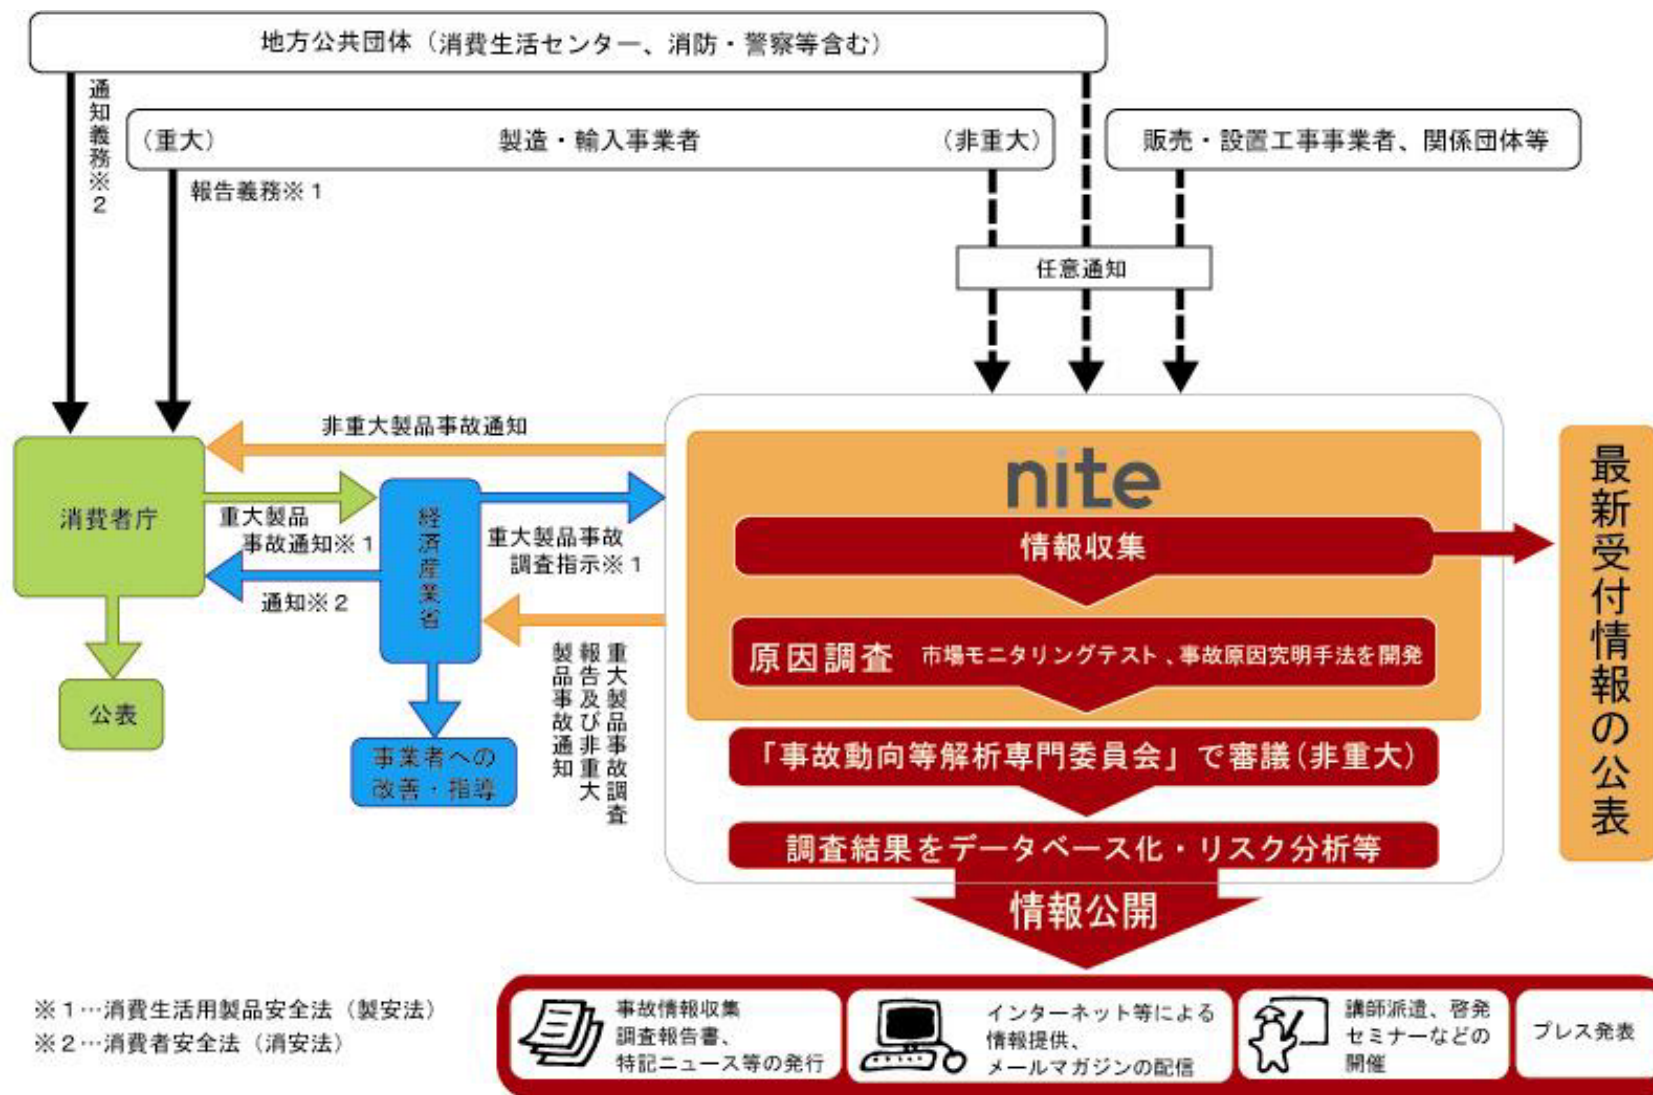 地方公共団体（消費生活センター、消防・警察等含む）
通知義務※２
（重大）
製造・輸入事業者
（非重大）
販売・設置工事事業者、関係団体等
報告義務※１
任意通知
非重大製品事故通知
消費者庁
重大製品
事故通知※１
通知※２
公表
経済産業省
重大製品事故
調査指示※１
事業者への
改善・指導
重大製品事故調査
報告及び非重大
製品事故通知
nite
情報収集
原因調査 市場モニタリングテスト、事故原因究明手法を開発
「事故動向等解析専門委員会」で審議（非重大）
調査結果をデータベース化・リスク分析等
情報公開
最新受付情報の公表
※１…消費生活用製品安全法（製安法）
※２…消費者安全法（消安法）
事故情報収集
調査報告書、
特記ニュース等の発行
インターネット等による
情報提供、
メールマガジンの配信
講師派遣、啓発
セミナーなどの
開催
プレス発表